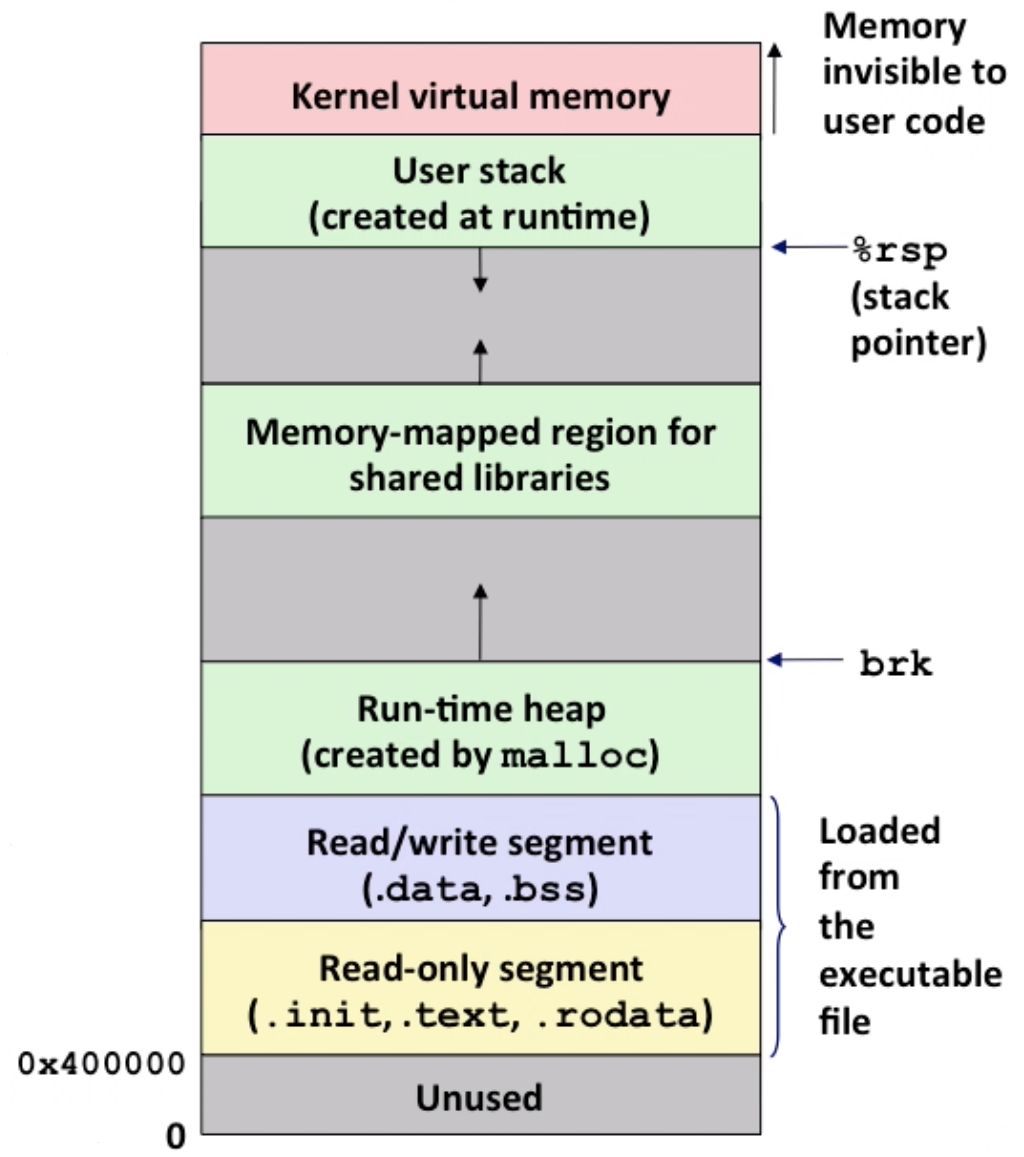 Memory
invisible to
user code
Kernel virtual memory
User stack
(created at runtime)
%rsp
(stack
pointer)
Memory-mapped region for
shared libraries
brk
Run-time heap
(created by malloc)
Read/write segment
(.data, .bss)
Read-only segment
(.init, .text, .rodata)
Loaded
from
the
executable
file
0x400000
Unused
0